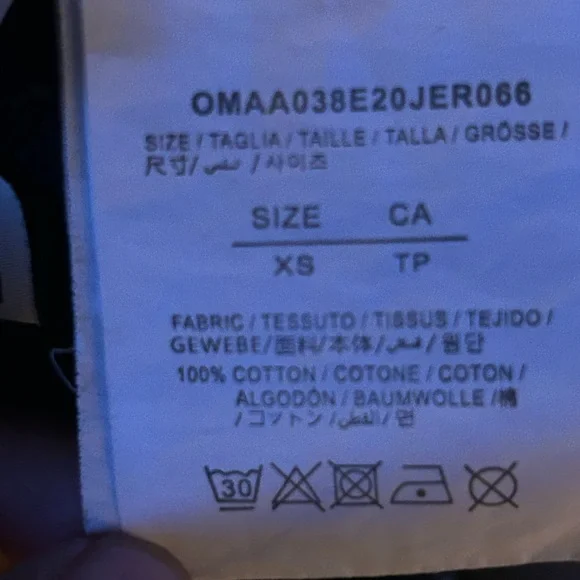 OMAA038E20JER066
SIZE / TAGLIA / TAILLE / TALLA / GRÖSSE /
尺寸/ / 사이즈
SIZE CA
XS TP
FABRIC / TESSUTO / TISSUS / TEJIDO /
GEWEBE/面料/本体/ / 원단
100% COTTON / COTONE / COTON /
ALGODÓN / BAUMWOLLE /棉
/コットン / القطن / 면
30